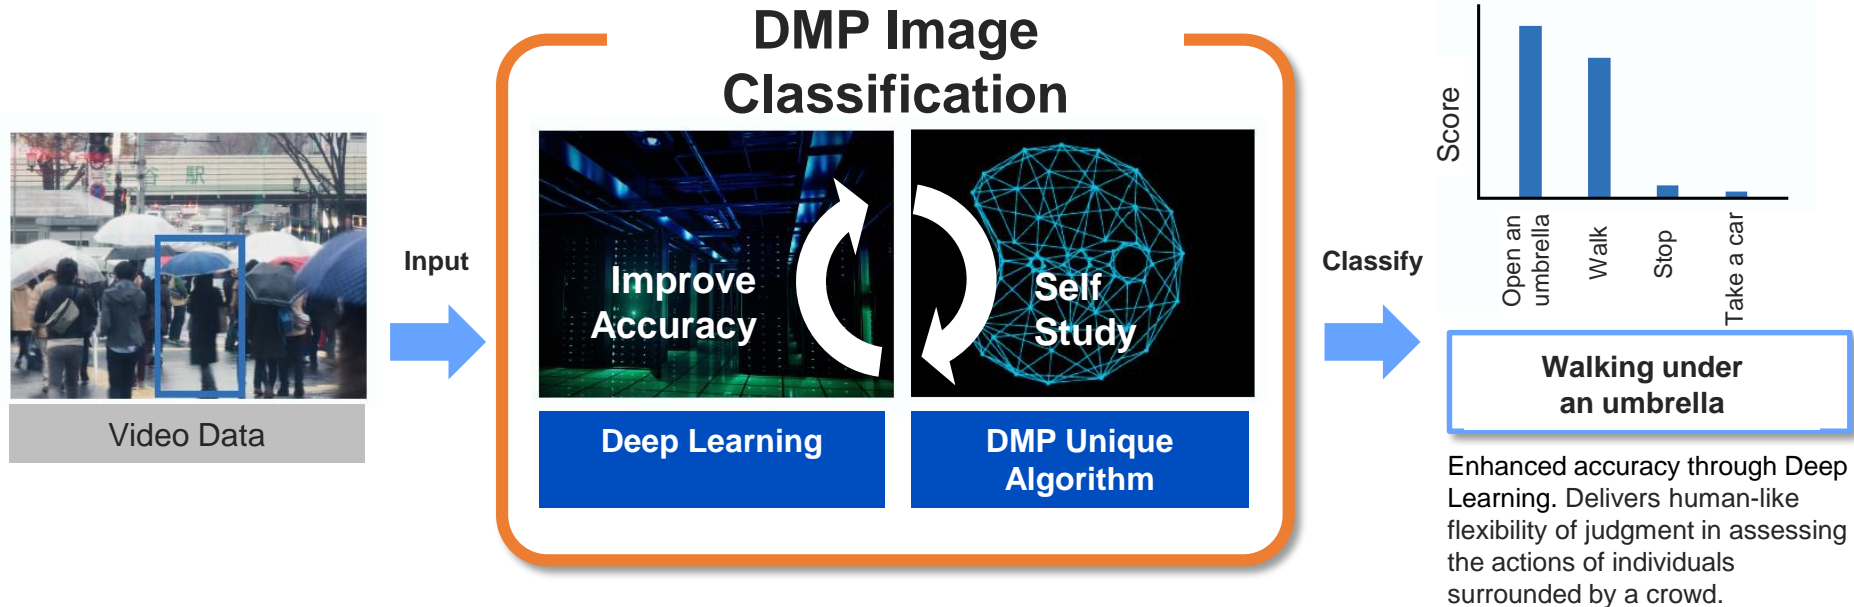 DMP Image
Classification
谷 駅
Video Data
Input
Improve
Accuracy
Self
Study
Deep Learning
DMP Unique
Algorithm
Classify
Score
Open an
umbrella
Walk
Stop
Take a car
Walking under
an umbrella
Enhanced accuracy through Deep
Learning. Delivers human-like
flexibility of judgment in assessing
the actions of individuals
surrounded by a crowd.